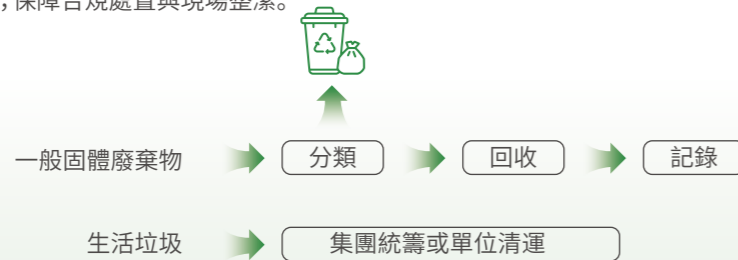 ，保障合規處置與現場整潔。
一般固體廢棄物 分類 回收 記錄
生活垃圾 集團統籌或單位清運